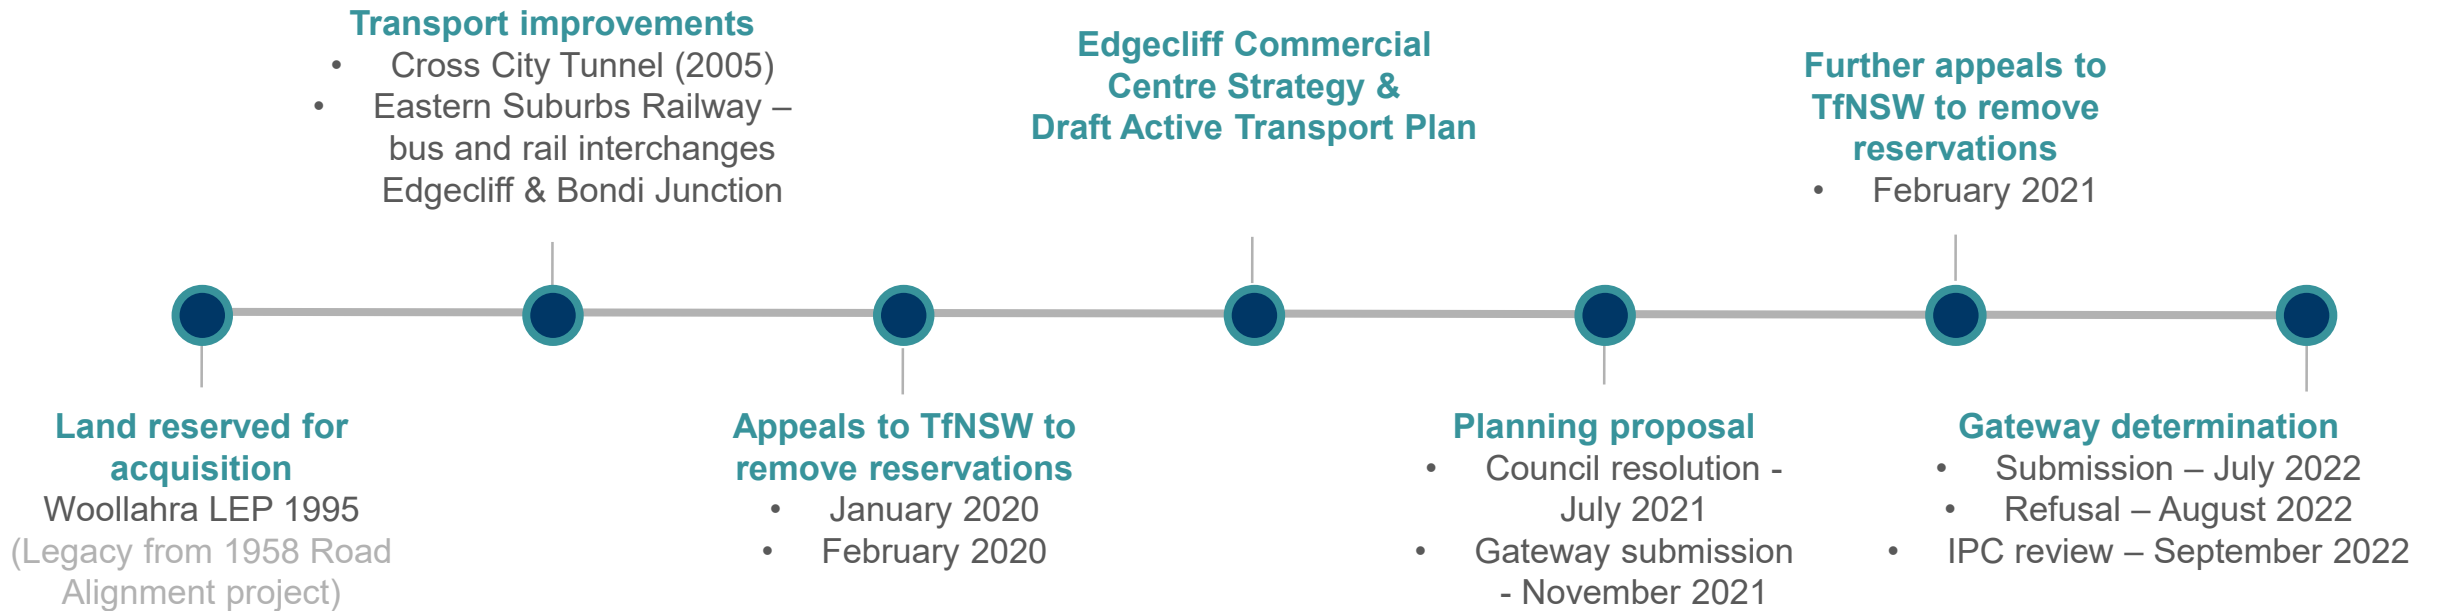 Transport improvements
• Cross City Tunnel (2005)
• Eastern Suburbs Railway –
bus and rail interchanges
Edgecliff & Bondi Junction
Edgecliff Commercial
Centre Strategy &
Draft Active Transport Plan
Further appeals to
TfNSW to remove
reservations
• February 2021
Land reserved for
acquisition
Woollahra LEP 1995
(Legacy from 1958 Road
Alignment project)
Appeals to TfNSW to
remove reservations
• January 2020
• February 2020
Planning proposal
• Council resolution -
July 2021
• Gateway submission
- November 2021
Gateway determination
• Submission – July 2022
• Refusal – August 2022
• IPC review – September 2022